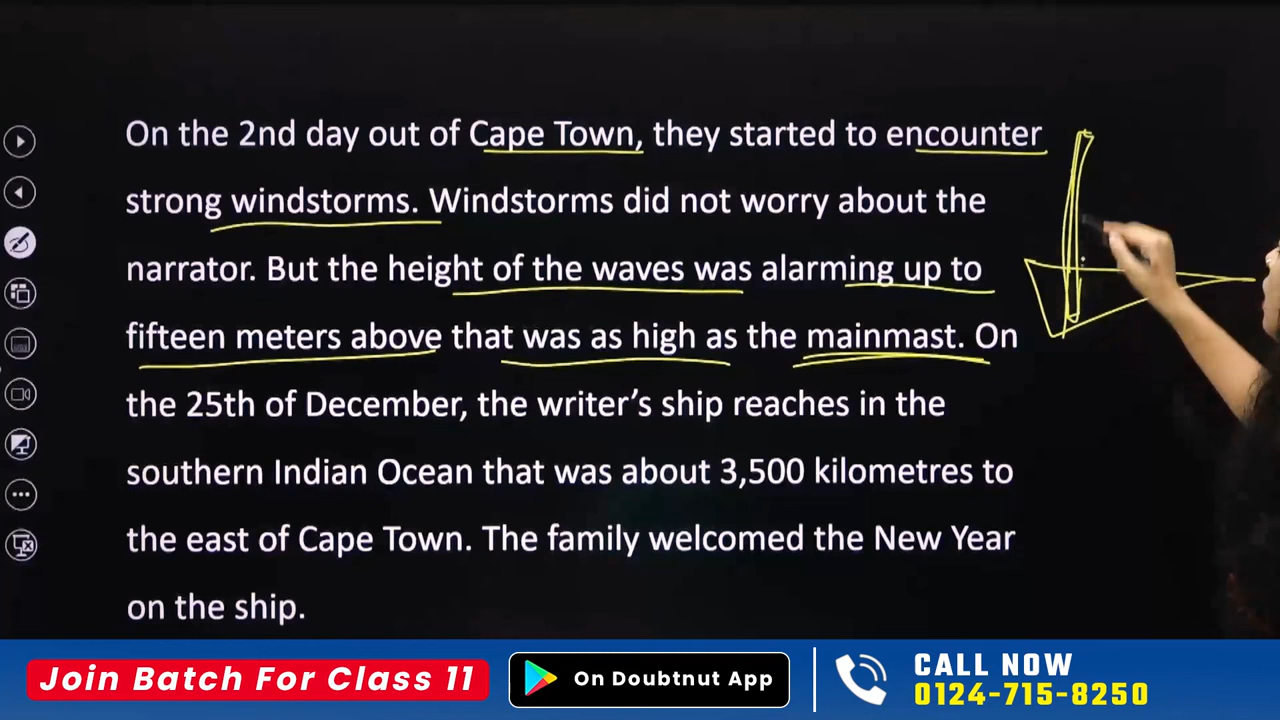 On the 2nd day out of Cape Town, they started to encounter
strong windstorms. Windstorms did not worry about the
narrator. But the height of the waves was alarming up to
fifteen meters above that was as high as the mainmast. On
the 25th of December, the writer’s ship reaches in the
southern Indian Ocean that was about 3,500 kilometres to
the east of Cape Town. The family welcomed the New Year
on the ship.
Join Batch For Class 11
On Doubtnut App
CALL NOW
0124-715-8250